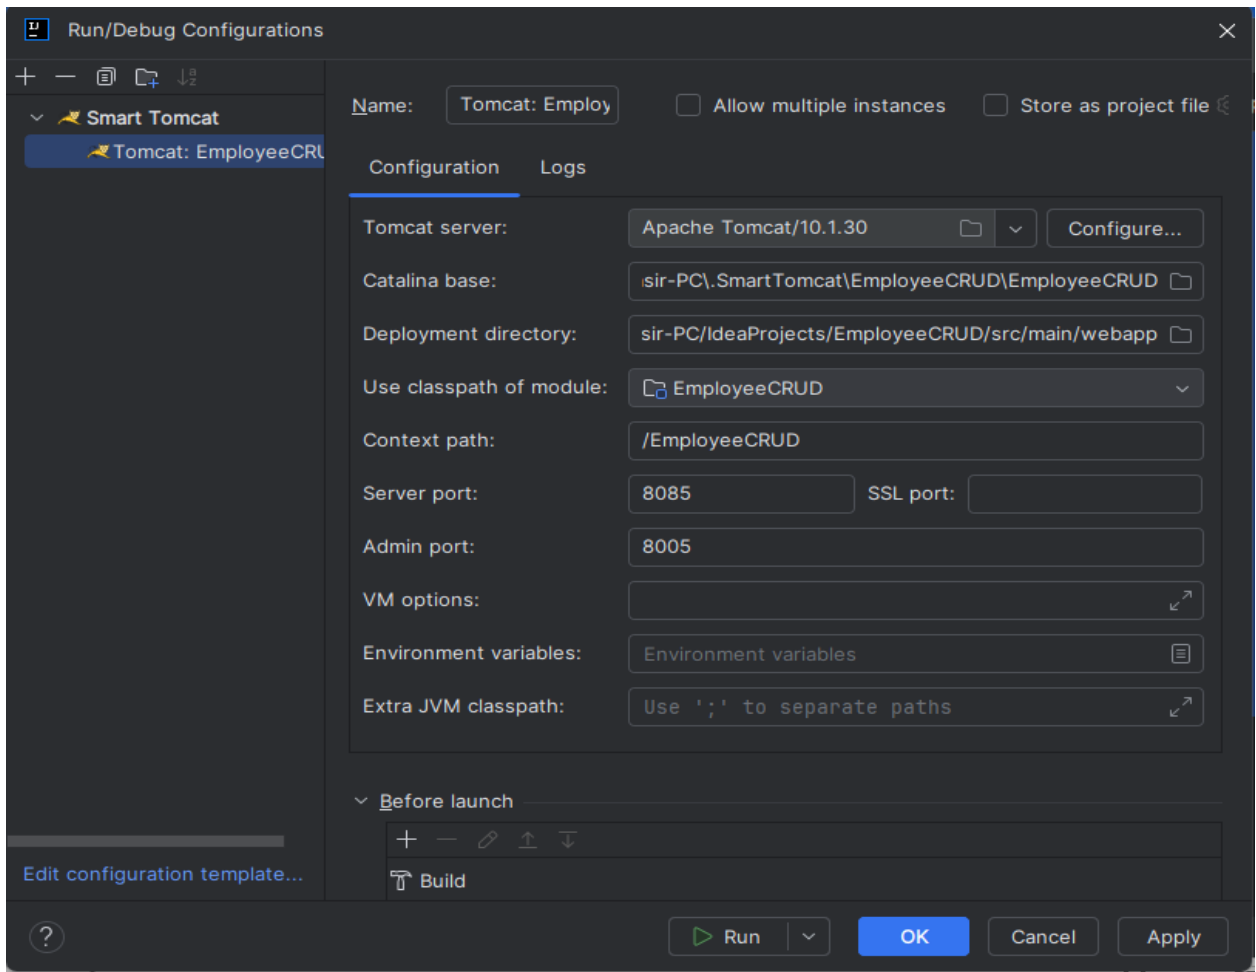 Run/Debug Configurations
Name: Tomcat: Employ Allow multiple instances Store as project file
Smart Tomcat
Tomcat: EmployeeCRU
Configuration Logs
Tomcat server: Apache Tomcat/10.1.30 Configure...
Catalina base: sir-PC\.SmartTomcat\EmployeeCRUD\EmployeeCRUD
Deployment directory: sir-PC/IdeaProjects/EmployeeCRUD/src/main/webapp
Use classpath of module: EmployeeCRUD
Context path: /EmployeeCRUD
Server port: 8085 SSL port:
Admin port: 8005
VM options:
Environment variables: Environment variables
Extra JVM classpath: Use ';' to separate paths
Before launch
Build
Edit configuration template...
? Run OK Cancel Apply